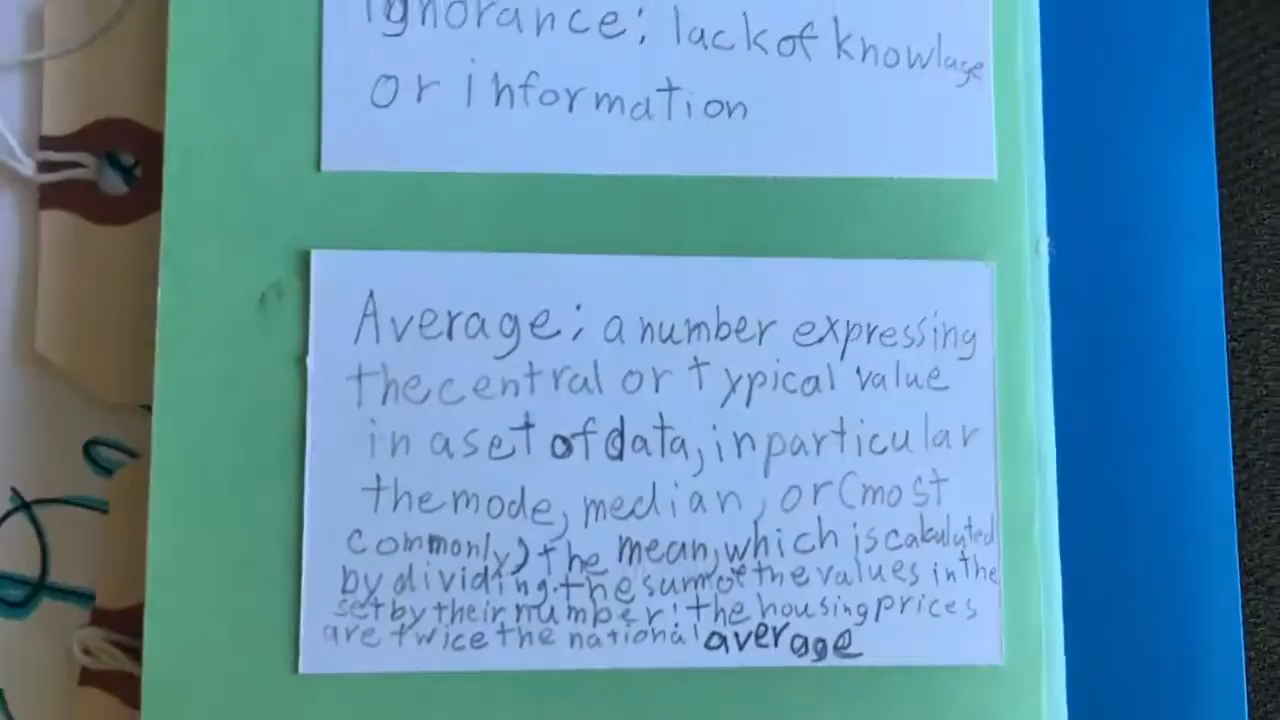 ignorance: lack of knowlage
or information
Average: a number expressing
the central or typical value
in a set of data, in particular
the mode, median, or (most
commonly) the mean, which is calculated
by dividing the sum of the values in the
set by their number: the housing prices
are twice the national average